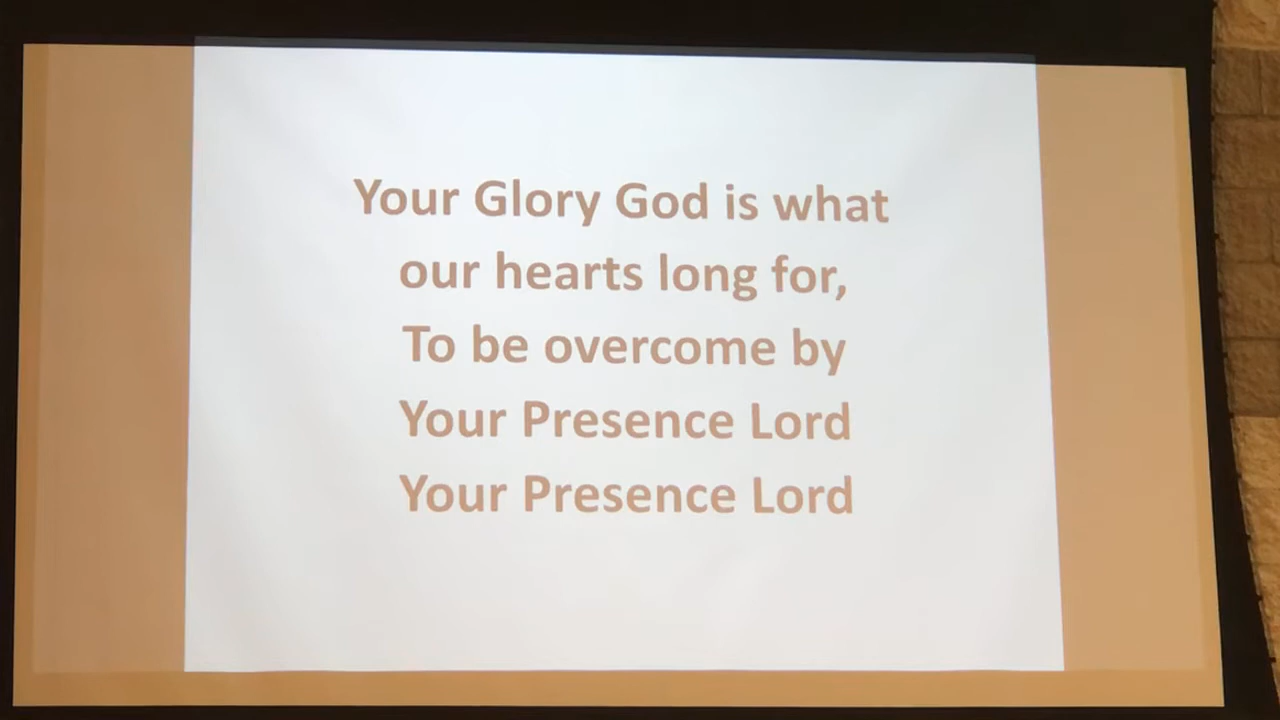 Your Glory God is what
our hearts long for,
To be overcome by
Your Presence Lord
Your Presence Lord